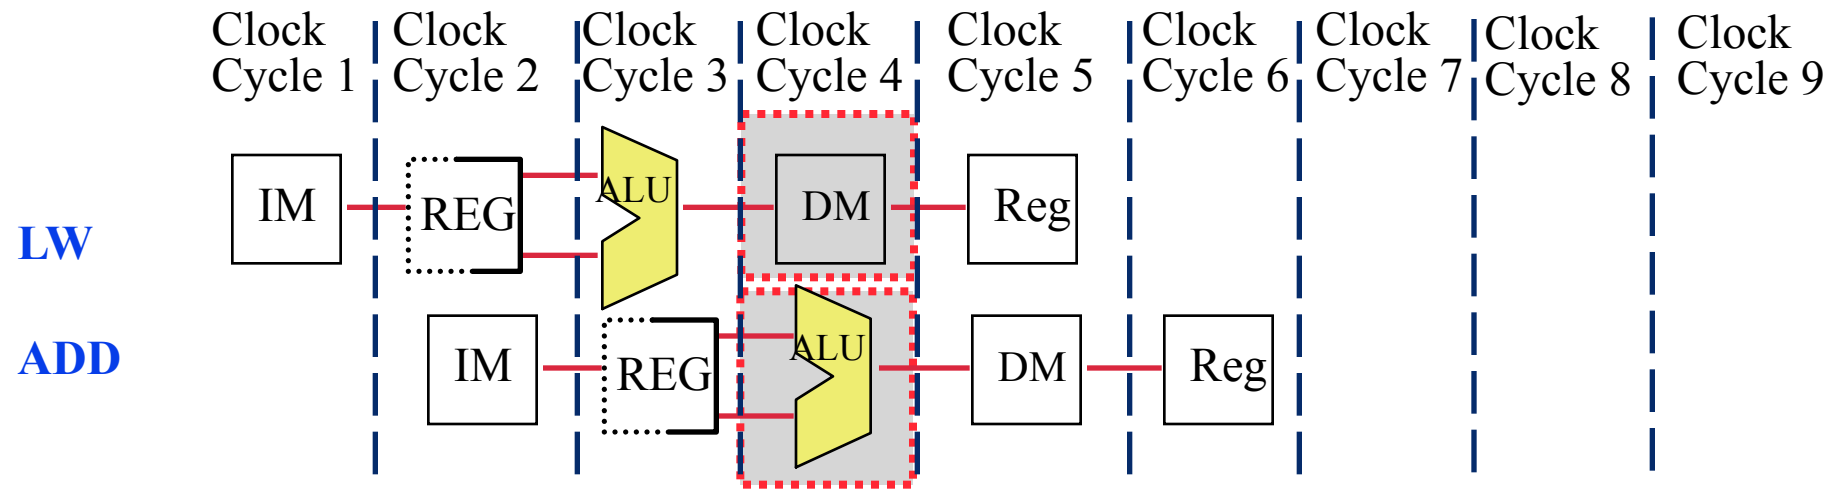 Clock Cycle 1
Clock Cycle 2
Clock Cycle 3
Clock Cycle 4
Clock Cycle 5
Clock Cycle 6
Clock Cycle 7
Clock Cycle 8
Clock Cycle 9
LW
IM
REG
ALU
DM
Reg
ADD
IM
REG
ALU
DM
Reg